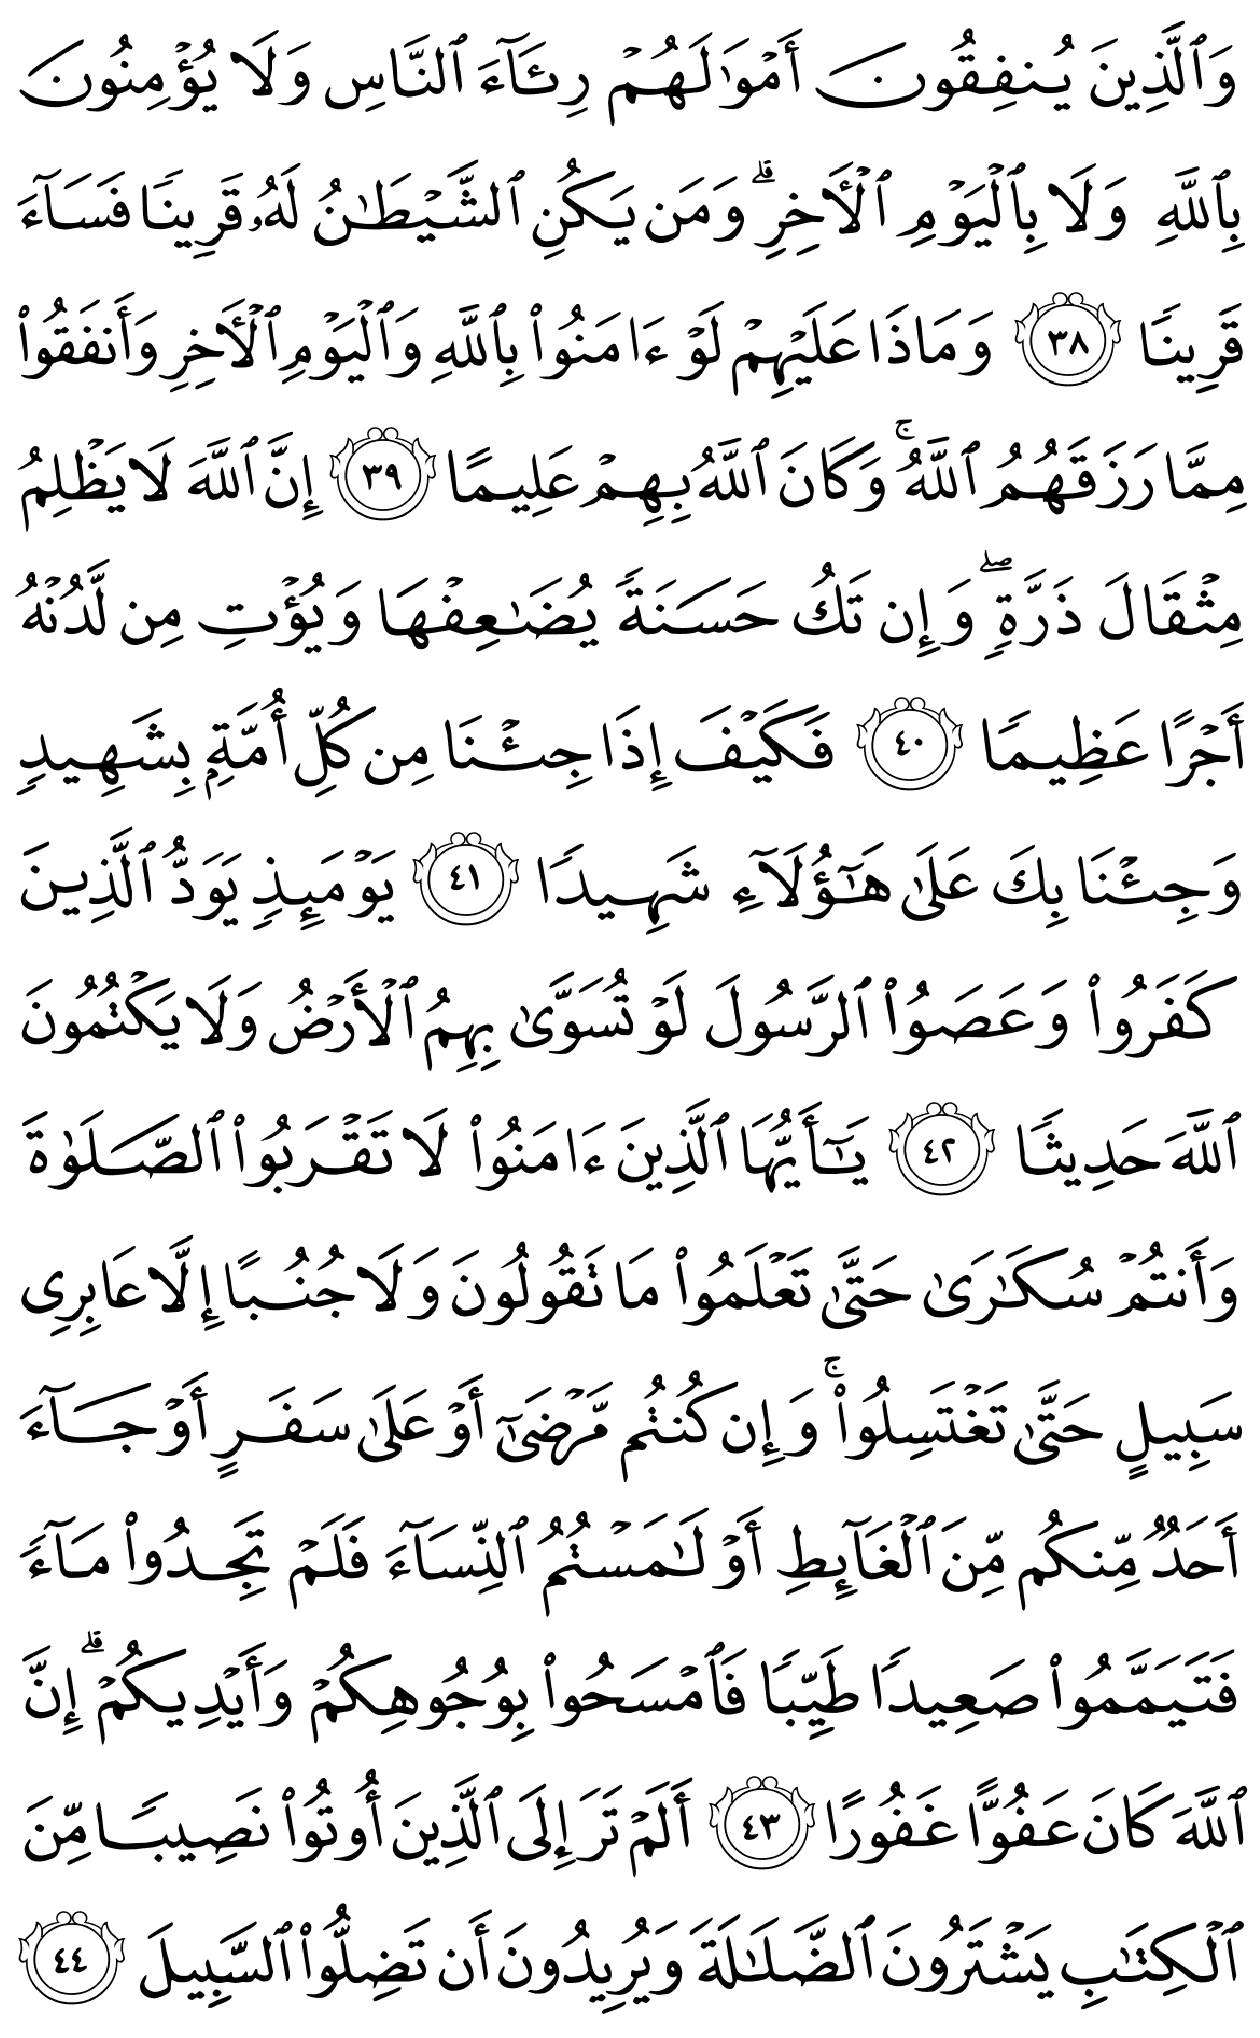 وَٱلَّذِينَ يُنفِقُونَ أَمْوَٰلَهُمْ رِئَآءَ ٱلنَّاسِ وَلَا يُؤْمِنُونَ
بِٱللَّهِ وَلَا بِٱلْيَوْمِ ٱلْـَٔاخِرِ ۗ وَمَن يَكُنِ ٱلشَّيْطَٰنُ لَهُۥ قَرِينًا فَسَآءَ
قَرِينًا ٣٨ وَمَاذَا عَلَيْهِمْ لَوْ ءَامَنُوا۟ بِٱللَّهِ وَٱلْيَوْمِ ٱلْـَٔاخِرِ وَأَنفَقُوا۟
مِمَّا رَزَقَهُمُ ٱللَّهُ ۚ وَكَانَ ٱللَّهُ بِهِمْ عَلِيمًا ٣٩ إِنَّ ٱللَّهَ لَا يَظْلِمُ
مِثْقَالَ ذَرَّةٍ ۖ وَإِن تَكُ حَسَنَةً يُضَٰعِفْهَا وَيُؤْتِ مِن لَّدُنْهُ
أَجْرًا عَظِيمًا ٤٠ فَكَيْفَ إِذَا جِئْنَا مِن كُلِّ أُمَّةٍۭ بِشَهِيدٍ
وَجِئْنَا بِكَ عَلَىٰ هَٰٓؤُلَآءِ شَهِيدًا ٤١ يَوْمَئِذٍ يَوَدُّ ٱلَّذِينَ
كَفَرُوا۟ وَعَصَوُا۟ ٱلرَّسُولَ لَوْ تُسَوَّىٰ بِهِمُ ٱلْأَرْضُ وَلَا يَكْتُمُونَ
ٱللَّهَ حَدِيثًا ٤٢ يَٰٓأَيُّهَا ٱلَّذِينَ ءَامَنُوا۟ لَا تَقْرَبُوا۟ ٱلصَّلَوٰةَ
وَأَنتُمْ سُكَٰرَىٰ حَتَّىٰ تَعْلَمُوا۟ مَا تَقُولُونَ وَلَا جُنُبًا إِلَّا عَابِرِى
سَبِيلٍ حَتَّىٰ تَغْتَسِلُوا۟ ۚ وَإِن كُنتُم مَّرْضَىٰٓ أَوْ عَلَىٰ سَفَرٍ أَوْ جَآءَ
أَحَدٌ مِّنكُم مِّنَ ٱلْغَآئِطِ أَوْ لَٰمَسْتُمُ ٱلنِّسَآءَ فَلَمْ تَجِدُوا۟ مَآءً
فَتَيَمَّمُوا۟ صَعِيدًا طَيِّبًا فَٱمْسَحُوا۟ بِوُجُوهِكُمْ وَأَيْدِيكُمْ ۗ إِنَّ
ٱللَّهَ كَانَ عَفُوًّا غَفُورًا ٤٣ أَلَمْ تَرَ إِلَى ٱلَّذِينَ أُوتُوا۟ نَصِيبًا مِّنَ
ٱلْكِتَٰبِ يَشْتَرُونَ ٱلضَّلَٰلَةَ وَيُرِيدُونَ أَن تَضِلُّوا۟ ٱلسَّبِيلَ ٤٤